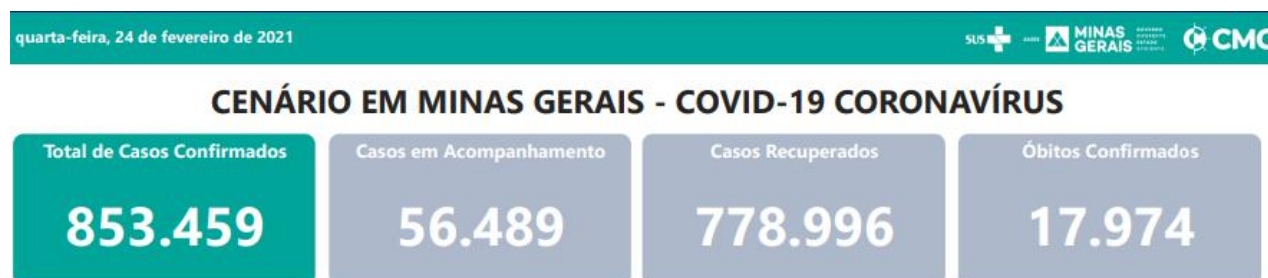 quarta-feira, 24 de fevereiro de 2021
SUS MINAS GERAIS CMC
CENÁRIO EM MINAS GERAIS - COVID-19 CORONAVÍRUS
Total de Casos Confirmados
853.459
Casos em Acompanhamento
56.489
Casos Recuperados
778.996
Óbitos Confirmados
17.974